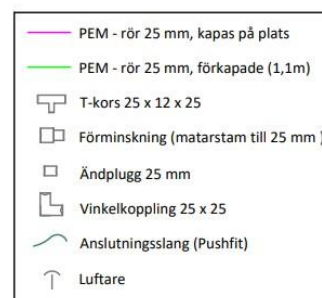 PEM - rör 25 mm, kapas på plats
PEM - rör 25 mm, förkapade (1,1m)
T-kors 25 x 12 x 25
Förminskning (matarstam till 25 mm )
Ändplugg 25 mm
Vinkelkoppling 25 x 25
Anslutningsslang (Pushfit)
Luftare